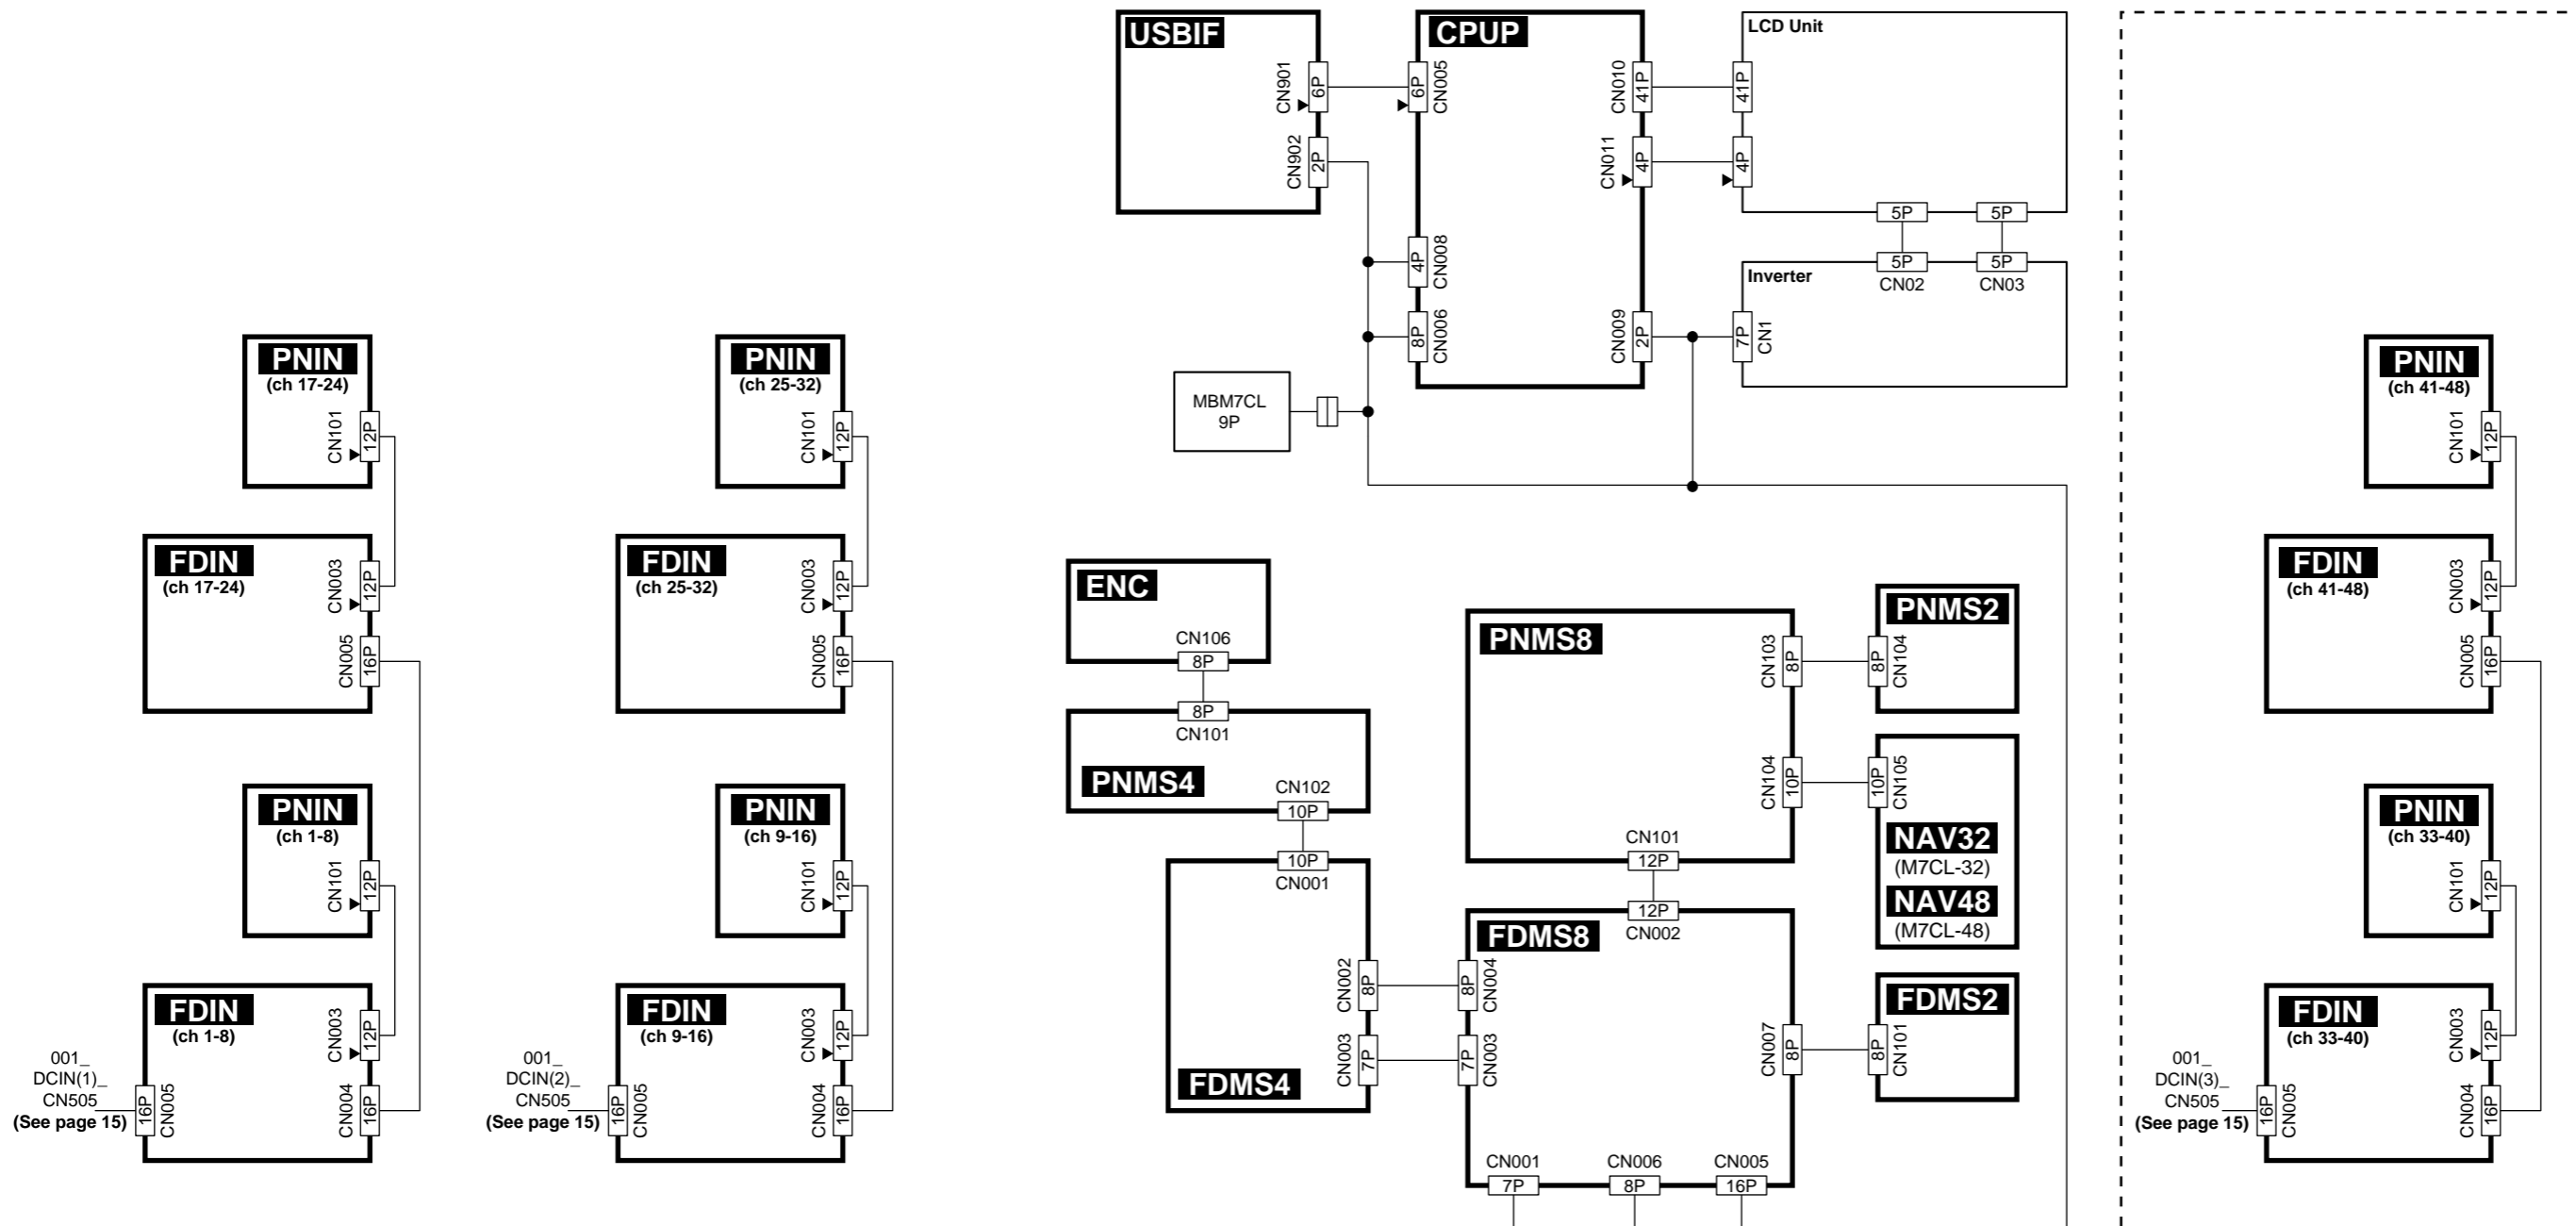 USBIF
CN901
6P
CN902
2P
CPUP
6P
CN005
4P
CN008
8P
CN006
CN010
41P
CN011
4P
CN009
2P
LCD Unit
41P
4P
5P
5P
5P
5P
CN02
CN03
Inverter
7P
CN1
MBM7CL
9P
PNIN
(ch 17-24)
CN101
12P
FDIN
(ch 17-24)
CN003
12P
CN005
16P
PNIN
(ch 1-8)
CN101
12P
FDIN
(ch 1-8)
CN003
12P
CN004
16P
16P
CN005
001_
DCIN(1)_
CN505
(See page 15)
PNIN
(ch 25-32)
CN101
12P
FDIN
(ch 25-32)
CN003
12P
CN005
16P
PNIN
(ch 9-16)
CN101
12P
FDIN
(ch 9-16)
CN003
12P
CN004
16P
16P
CN005
001_
DCIN(2)_
CN505
(See page 15)
ENC
CN106
8P
8P
CN101
PNMS4
CN102
10P
10P
CN001
FDMS4
CN002
8P
CN003
7P
PNMS8
CN103
8P
CN104
10P
CN101
12P
12P
CN002
FDMS8
8P
CN004
7P
CN003
CN007
8P
CN001
7P
CN006
8P
CN005
16P
PNMS2
8P
CN104
10P
CN105
NAV32
(M7CL-32)
NAV48
(M7CL-48)
FDMS2
8P
CN101
PNIN
(ch 41-48)
CN101
12P
FDIN
(ch 41-48)
CN003
12P
CN005
16P
PNIN
(ch 33-40)
CN101
12P
FDIN
(ch 33-40)
CN003
12P
CN004
16P
16P
CN005
001_
DCIN(3)_
CN505
(See page 15)